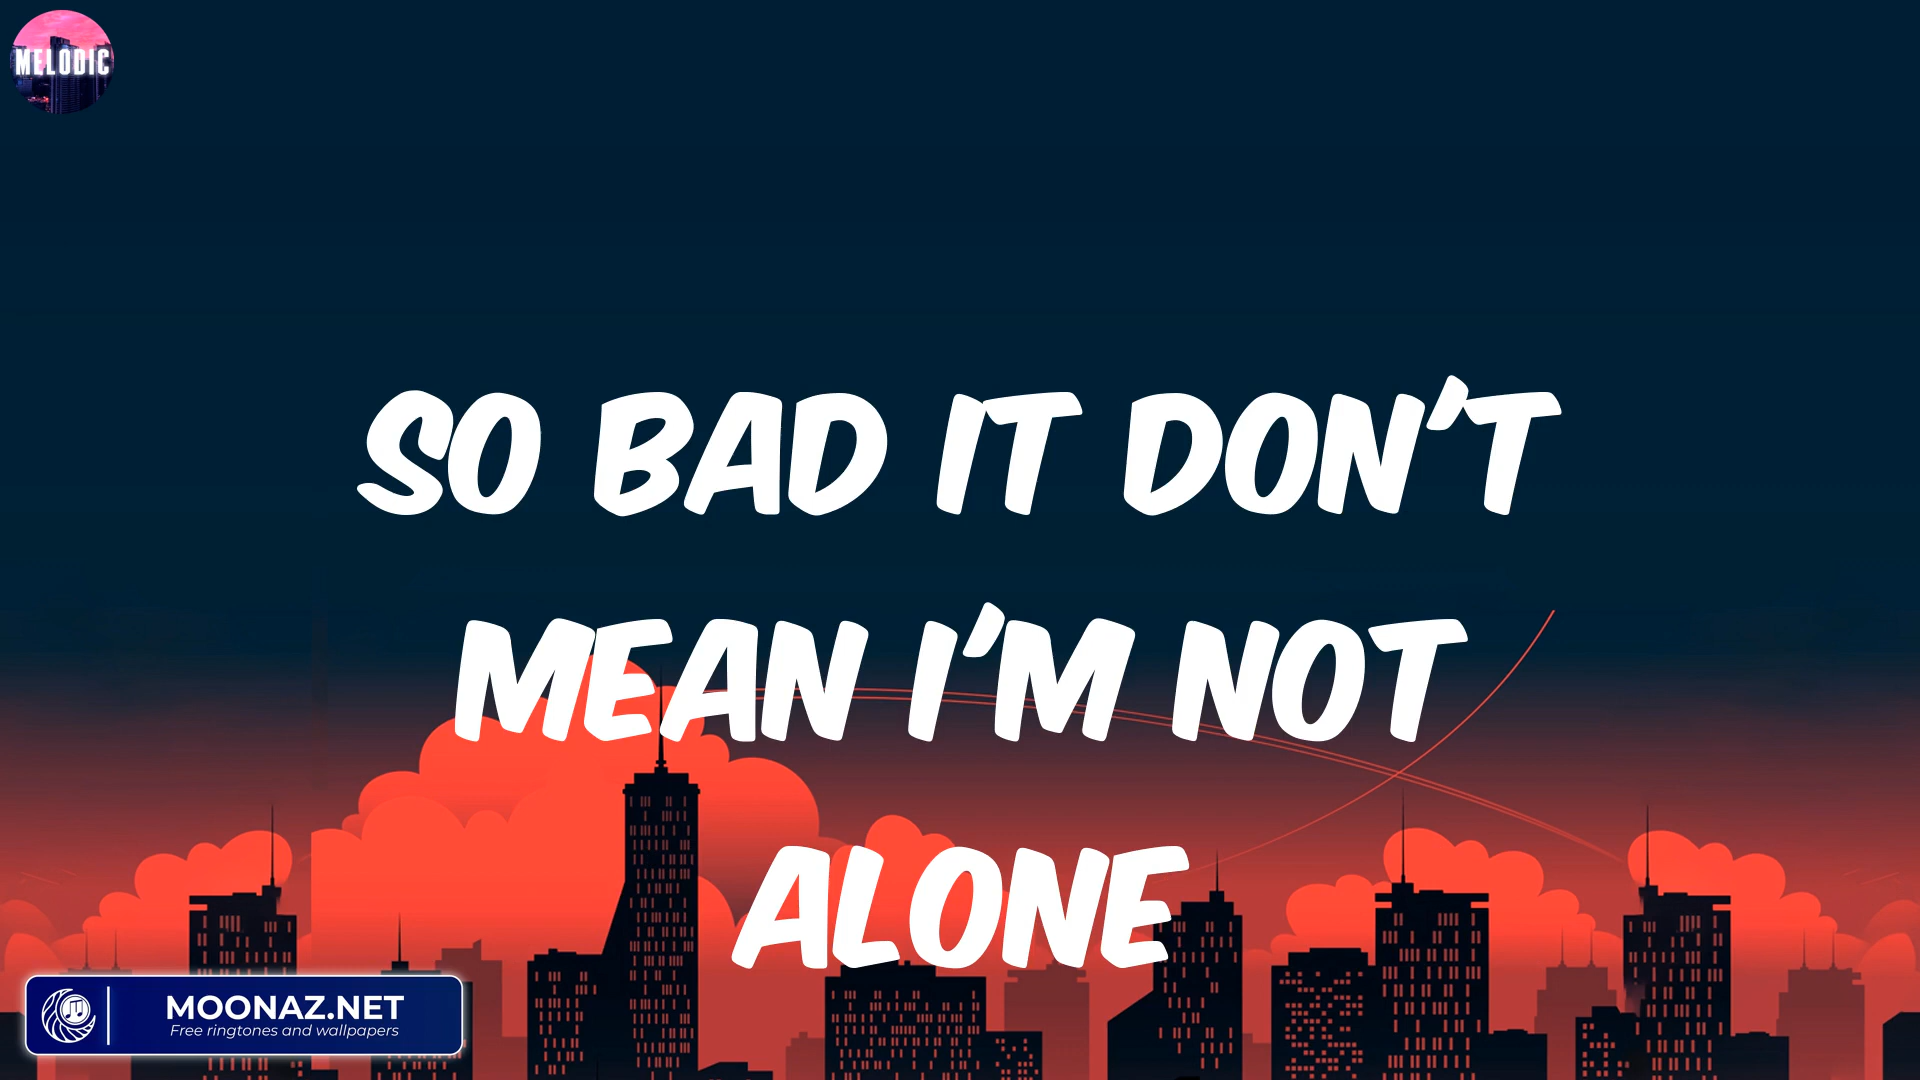 MELODIC
SO BAD IT DON'T
MEAN I'M NOT
ALONE
MOONAZ.NET
Free ringtones and wallpapers